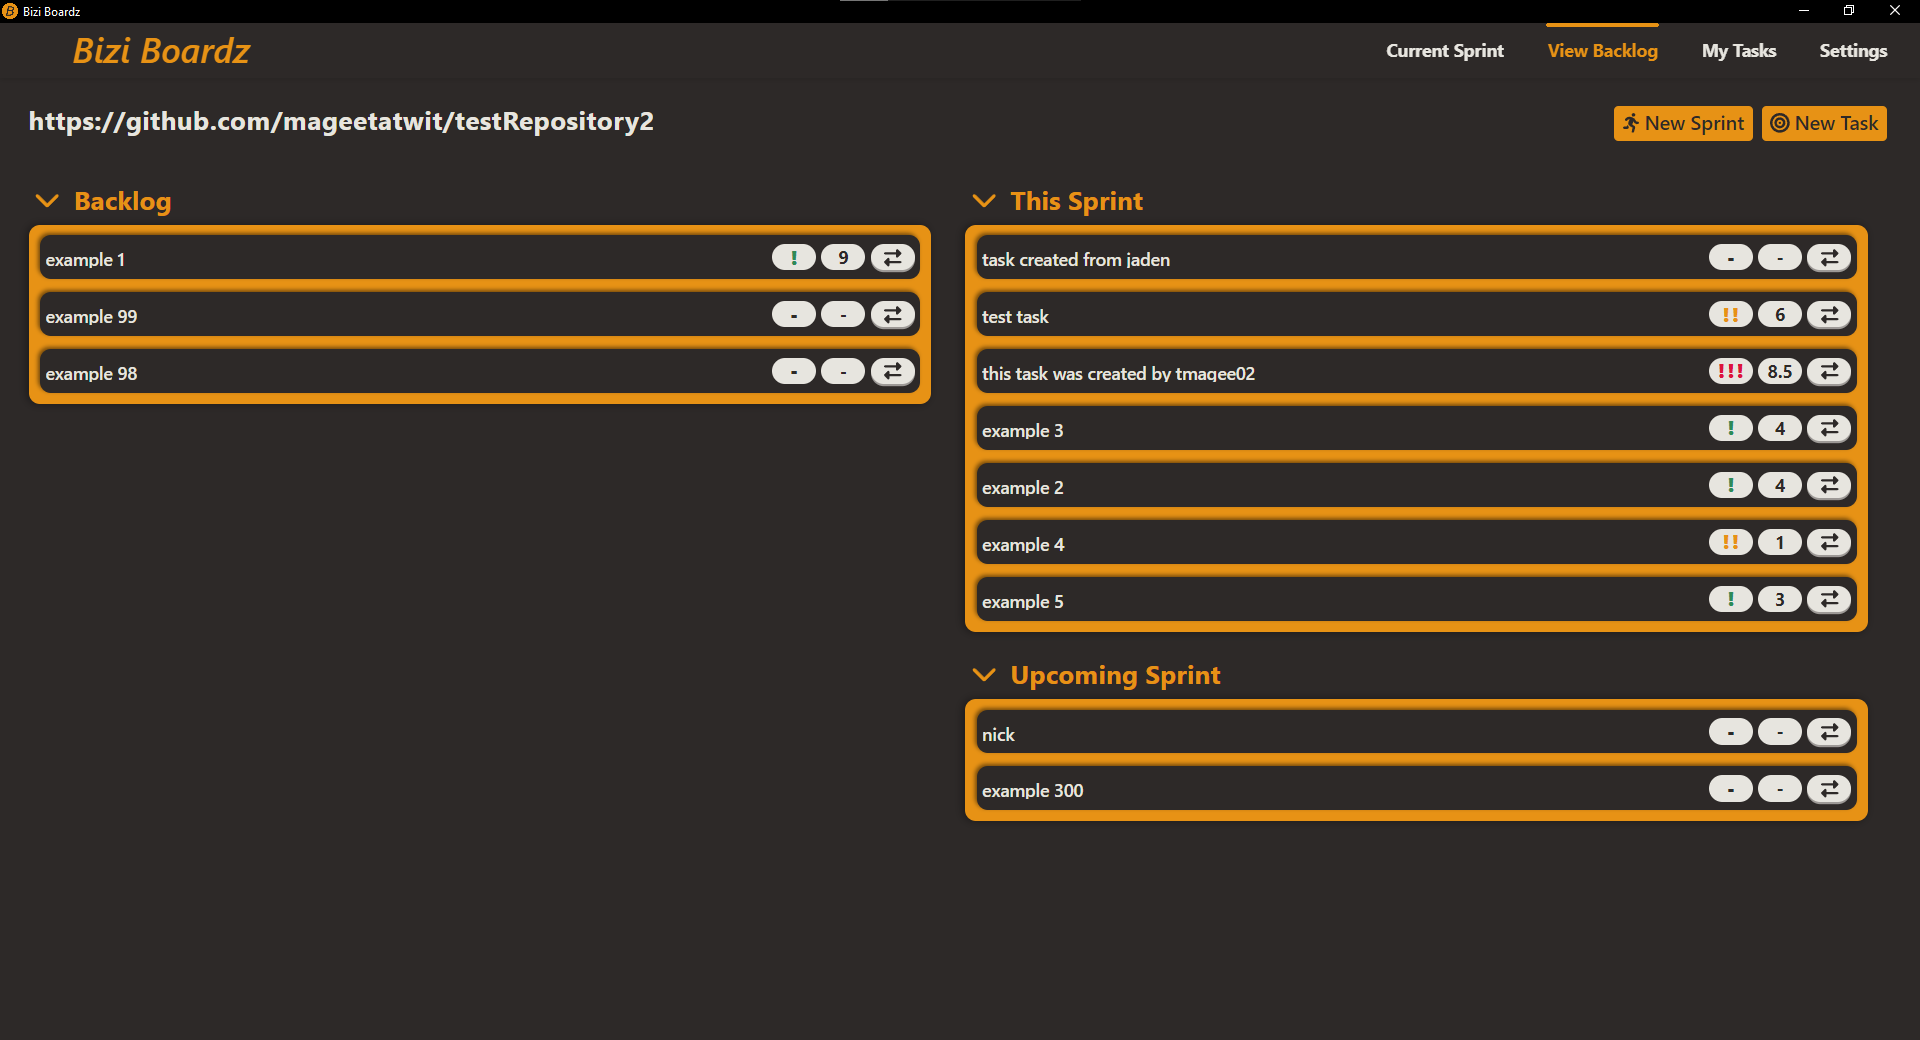 Bizi Boardz
Bizi Boardz
Current Sprint View Backlog My Tasks Settings
https://github.com/mageetatwit/testRepository2
New Sprint New Task
Backlog
example 1 ! 9
example 99 - -
example 98 - -
This Sprint
task created from jaden - -
test task !! 6
this task was created by tmagee02 !!! 8.5
example 3 ! 4
example 2 ! 4
example 4 !! 1
example 5 ! 3
Upcoming Sprint
nick - -
example 300 - -